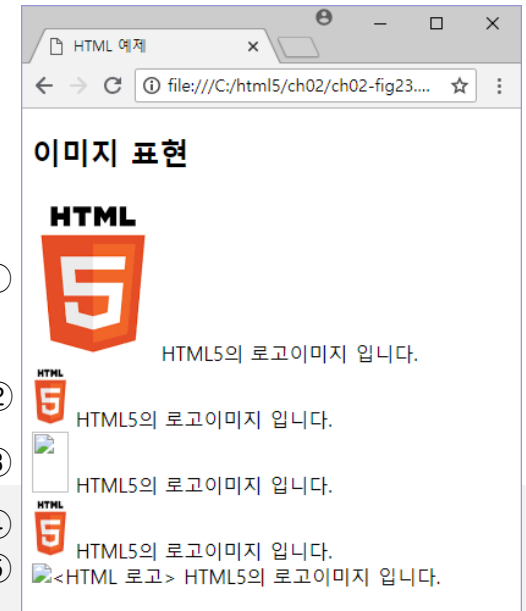 HTML 예제
file:///C:/html5/ch02/ch02-fig23....
이미지 표현
HTML
5
HTML5의 로고이미지 입니다.
HTML
5
② HTML5의 로고이미지 입니다.
HTML5의 로고이미지 입니다.
HTML
5
HTML5의 로고이미지 입니다.
<HTML 로고> HTML5의 로고이미지 입니다.